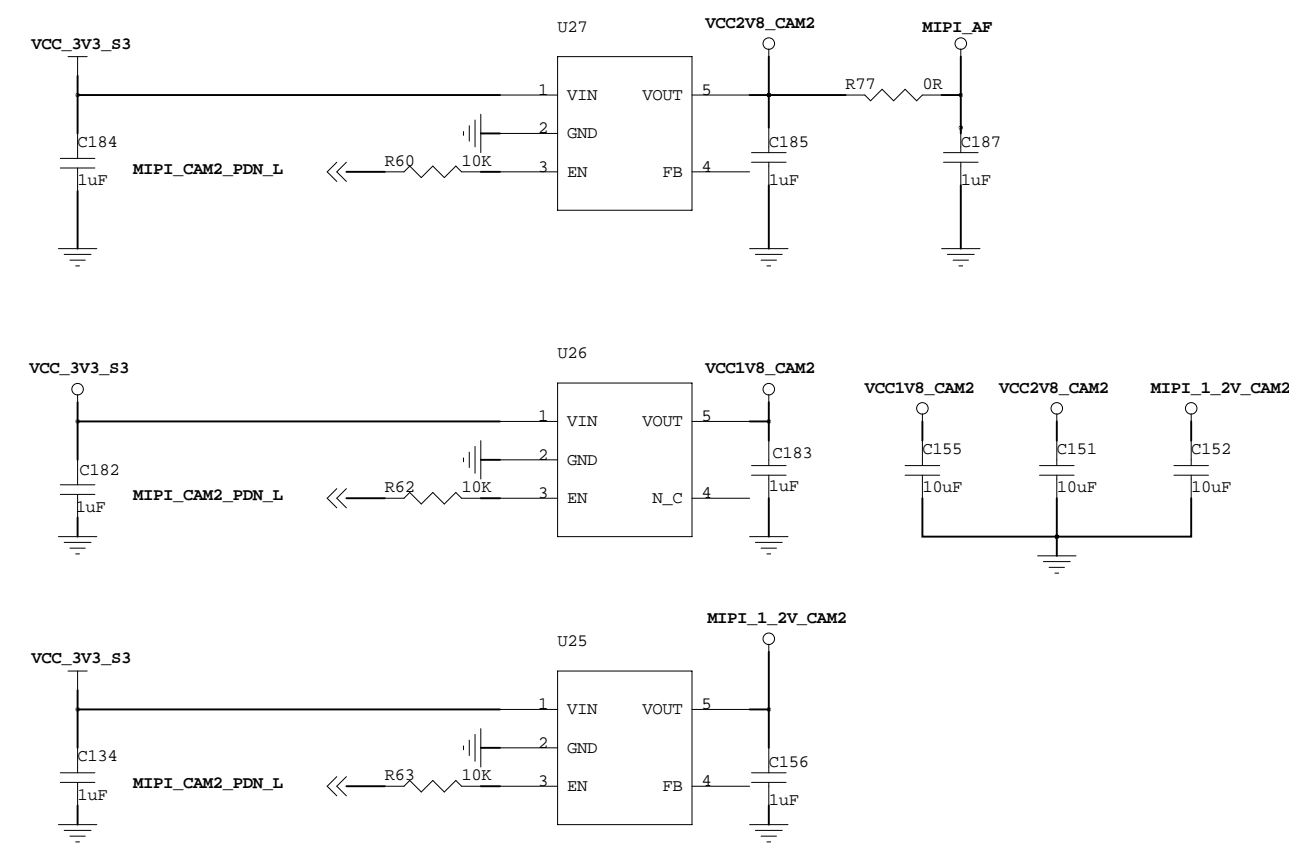 U27 VCC2V8_CAM2 MIPI_AF
VCC_3V3_S3
1 VIN VOUT 5 R77 0R
2 GND
C184 C185 C187
MIPI_CAM2_PDN_L R60 10K 3 EN FB 4
1uF 1uF 1uF
U26
VCC_3V3_S3 VCC1V8_CAM2
VCC1V8_CAM2 VCC2V8_CAM2 MIPI_1_2V_CAM2
1 VIN VOUT 5
C155 C151 C152
2 GND C183
C182
MIPI_CAM2_PDN_L R62 10K 3 EN N_C 4
1uF 1uF 10uF 10uF 10uF
MIPI_1_2V_CAM2
U25
VCC_3V3_S3
1 VIN VOUT 5
2 GND
C134 C156
MIPI_CAM2_PDN_L R63 10K 3 EN FB 4
1uF 1uF